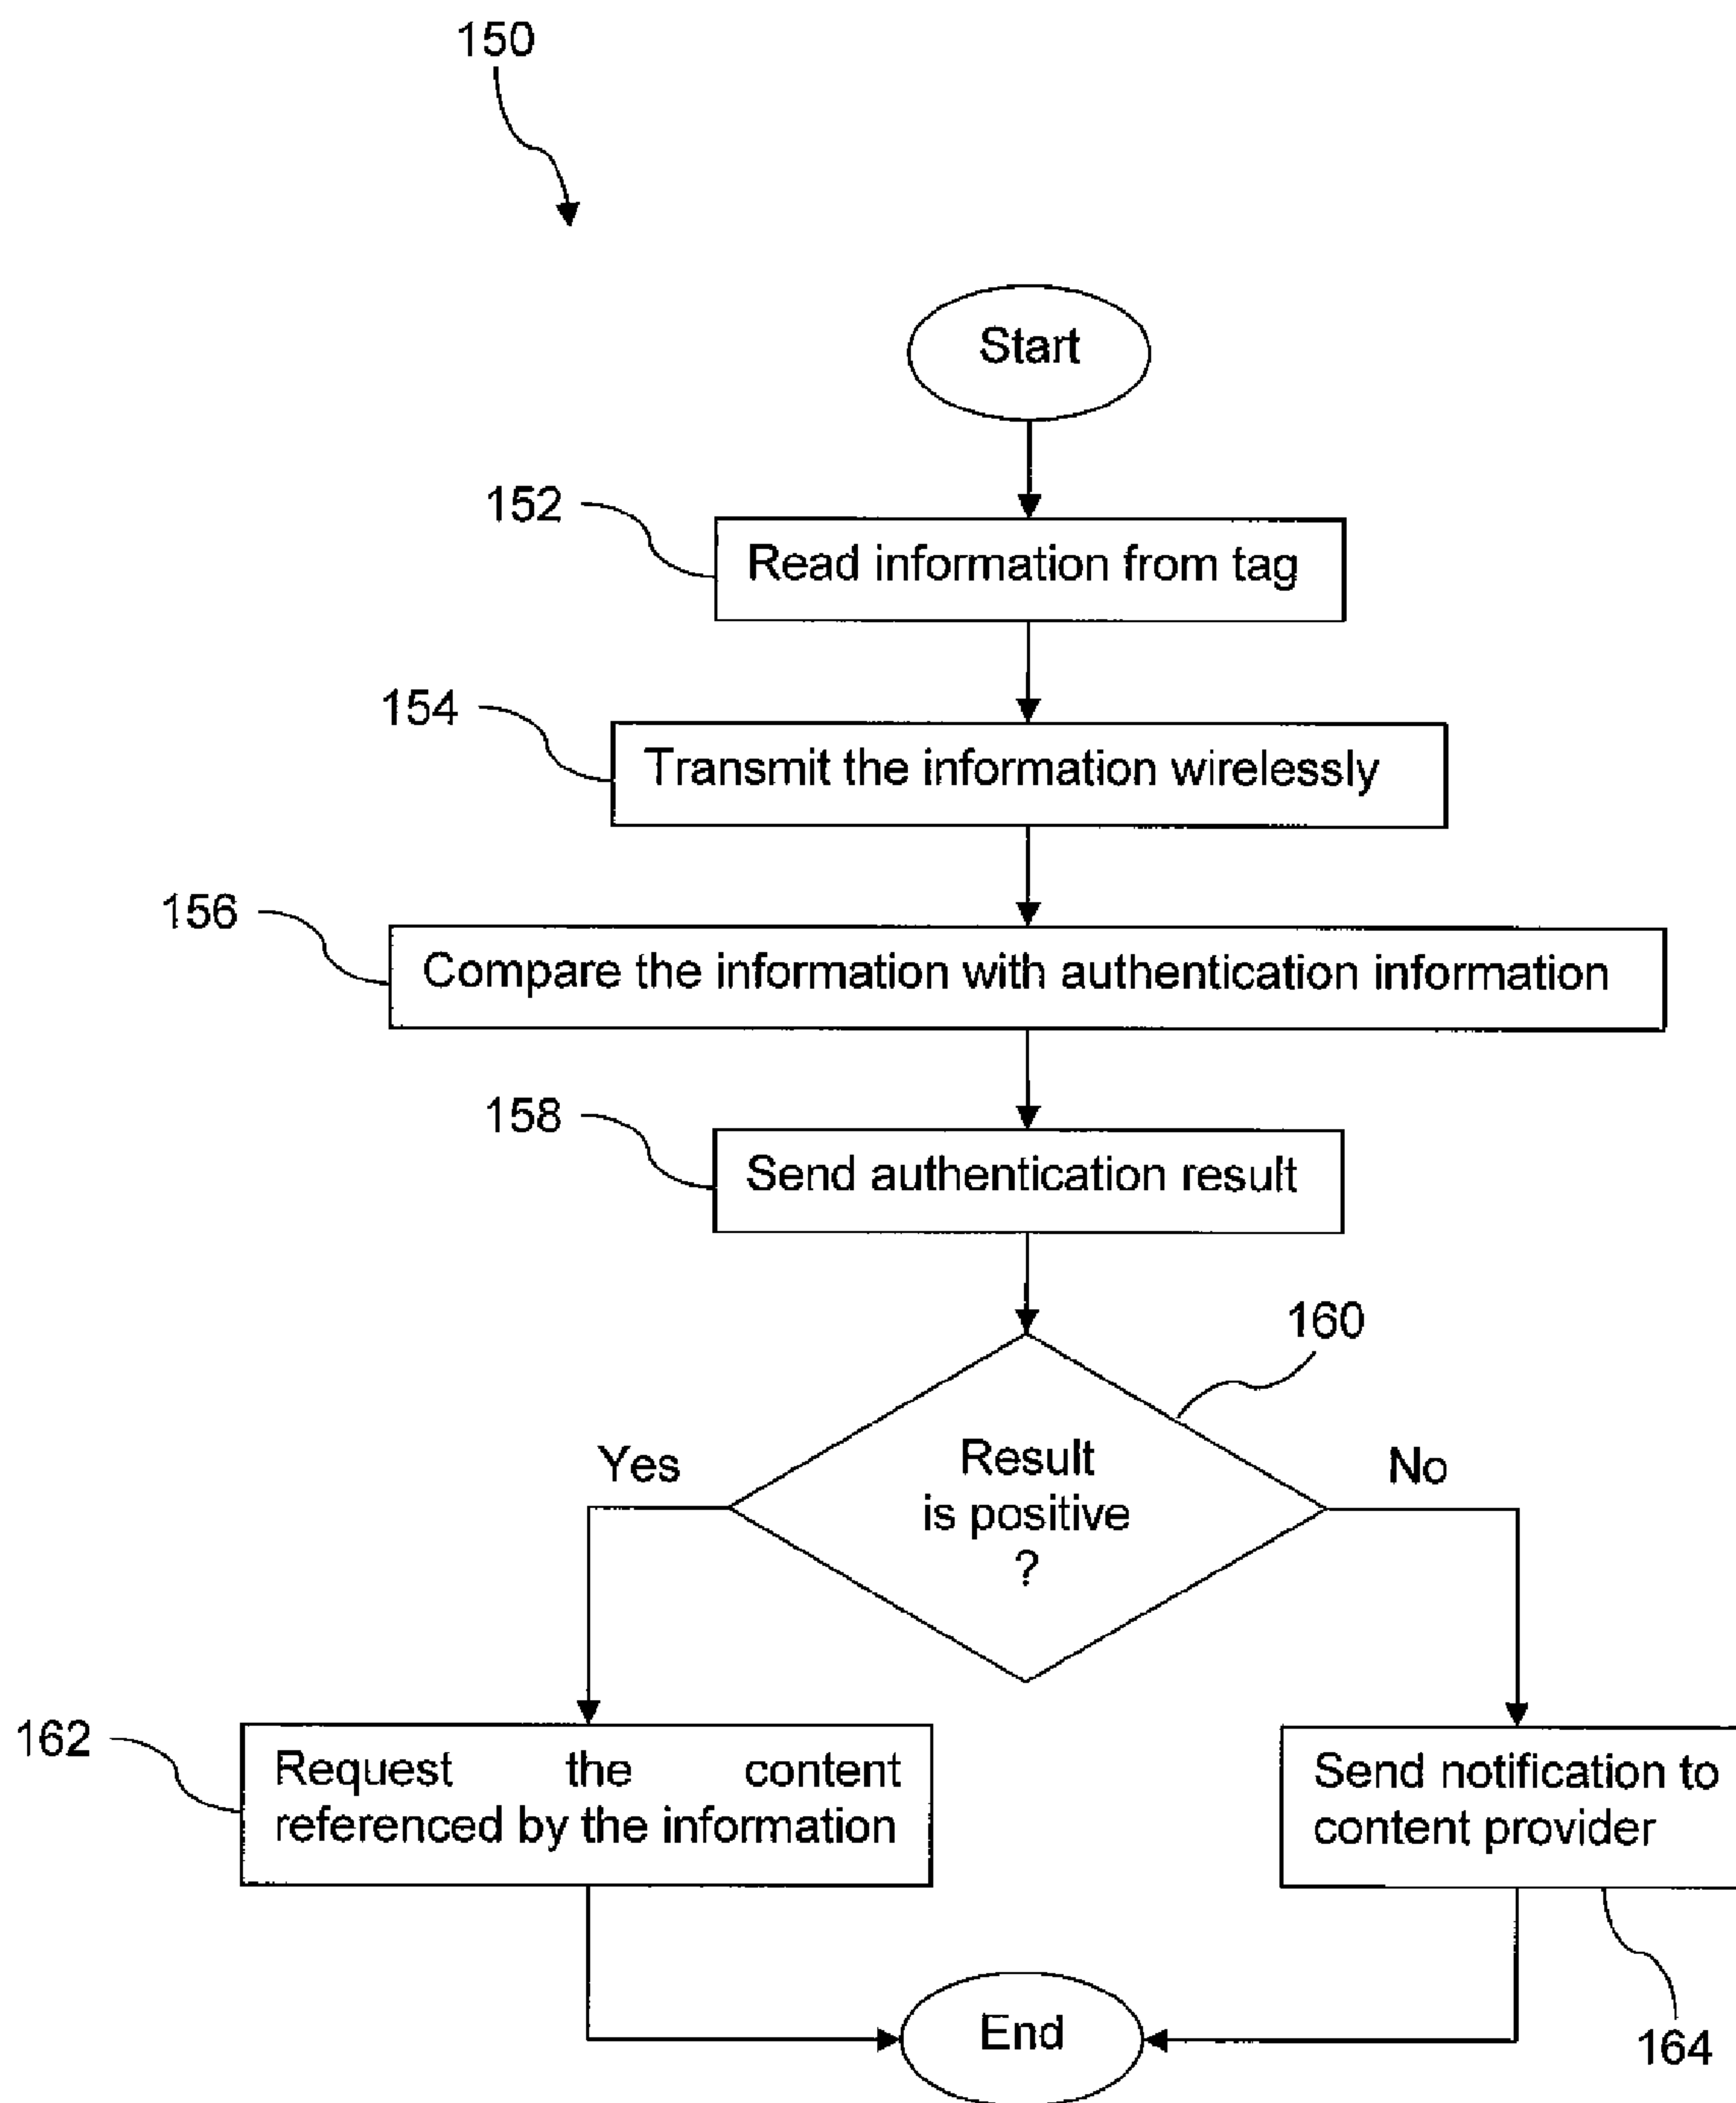 150
Start
152
Read information from tag
154
Transmit the information wirelessly
156
Compare the information with authentication information
158
Send authentication result
160
Yes
Result
is positive
?
No
162
Request the content
referenced by the information
Send notification to
content provider
End
164